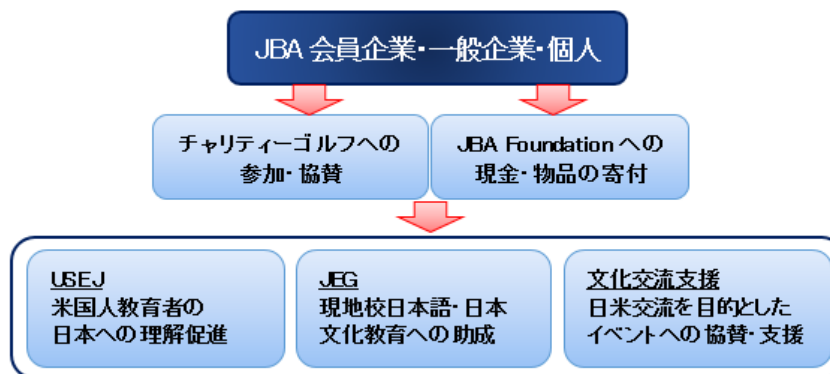 JBA 会員企業・一般企業・個人
チャリティーゴルフへの
参加・協賛
JBA Foundation への
現金・物品の寄付
USEJ
米国人教育者の
日本への理解促進
JEG
現地校日本語・日本
文化教育への助成
文化交流支援
日米交流を目的とした
イベントへの協賛・支援